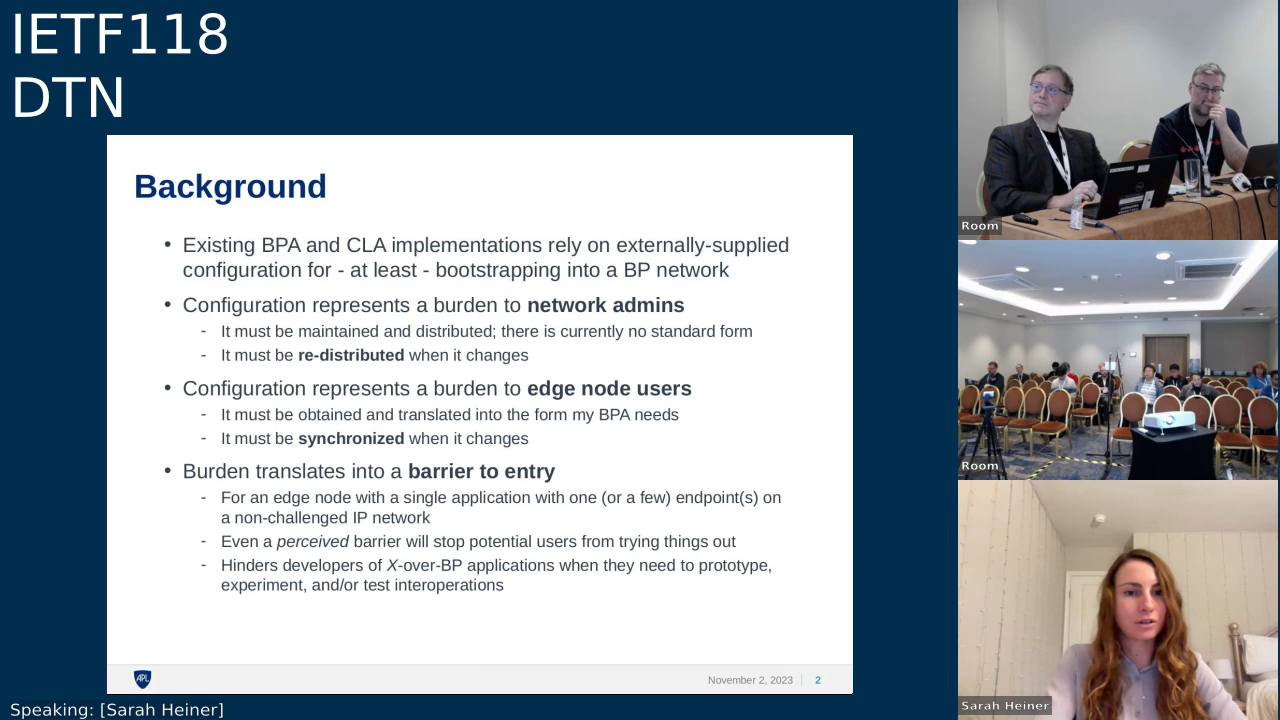 IETF118
DTN
Background
• Existing BPA and CLA implementations rely on externally-supplied
configuration for - at least - bootstrapping into a BP network
• Configuration represents a burden to network admins
- It must be maintained and distributed; there is currently no standard form
- It must be re-distributed when it changes
• Configuration represents a burden to edge node users
- It must be obtained and translated into the form my BPA needs
- It must be synchronized when it changes
• Burden translates into a barrier to entry
- For an edge node with a single application with one (or a few) endpoint(s) on
a non-challenged IP network
- Even a perceived barrier will stop potential users from trying things out
- Hinders developers of X-over-BP applications when they need to prototype,
experiment, and/or test interoperations
APL
November 2, 2023 2
Speaking: [Sarah Heiner]
Room
Room
Sarah Heiner